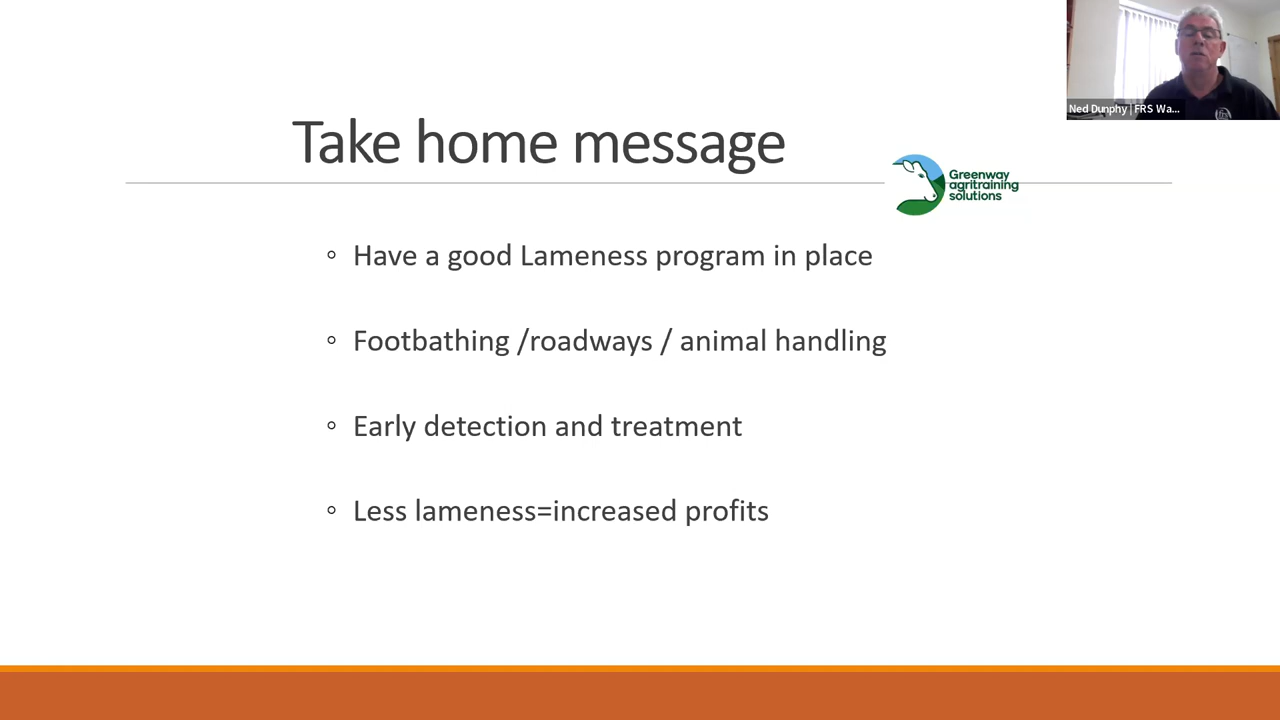 Ned Dunphy | FRS Wa...
Take home message
Greenway
agritraining
solutions
◦ Have a good Lameness program in place
◦ Footbathing /roadways / animal handling
◦ Early detection and treatment
◦ Less lameness=increased profits